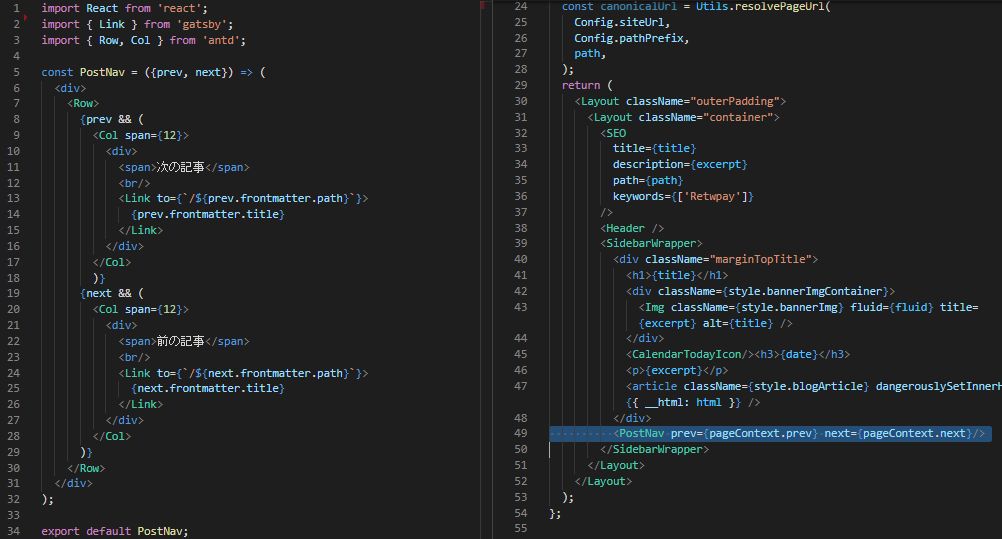 1 import React from 'react';
2 import { Link } from 'gatsby';
3 import { Row, Col } from 'antd';
4
5 const PostNav = ({prev, next}) => (
6 <div>
7 <Row>
8 {prev && (
9 <Col span={12}>
10 <div>
11 <span>次の記事</span>
12 <br/>
13 <Link to={`/${prev.frontmatter.path}`}>
14 {prev.frontmatter.title}
15 </Link>
16 </div>
17 </Col>
18 )}
19 {next && (
20 <Col span={12}>
21 <div>
22 <span>前の記事</span>
23 <br/>
24 <Link to={`/${next.frontmatter.path}`}>
25 {next.frontmatter.title}
26 </Link>
27 </div>
28 </Col>
29 )}
30 </Row>
31 </div>
32 );
33
34 export default PostNav;
24 const canonicalUrl = Utils.resolvePageUrl(
25 Config.siteUrl,
26 Config.pathPrefix,
27 path,
28 );
29 return (
30 <Layout className="outerPadding">
31 <Layout className="container">
32 <SEO
33 title={title}
34 description={excerpt}
35 path={path}
36 keywords={['Retwpay']}
37 />
38 <Header />
39 <SidebarWrapper>
40 <div className="marginTopTitle">
41 <h1>{title}</h1>
42 <div className={style.bannerImgContainer}>
43 <Img className={style.bannerImg} fluid={fluid} title=
{excerpt} alt={title} />
44 </div>
45 <CalendarTodayIcon/><h3>{date}</h3>
46 <p>{excerpt}</p>
47 <article className={style.blogArticle} dangerouslySetInnerH
{{ __html: html }} />
48 </div>
49 <PostNav prev={pageContext.prev} next={pageContext.next}/>
50 </SidebarWrapper>
51 </Layout>
52 </Layout>
53 );
54 };
55